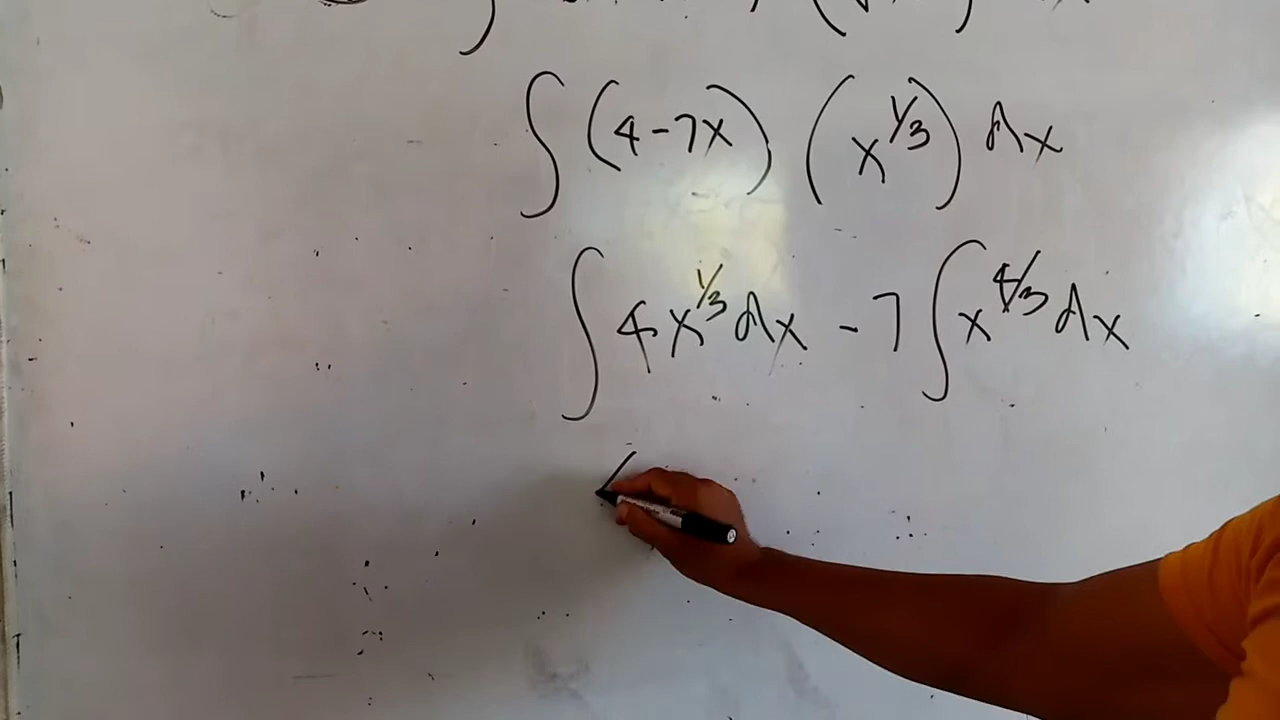 ∫ (4-7x) (x^{1/3}) dx
∫ 4x^{1/3} dx - 7 ∫ x^{4/3} dx